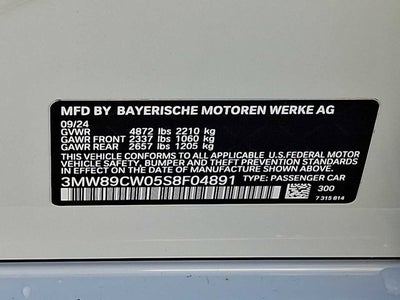 MFD BY BAYERISCHE MOTOREN WERKE AG
09/24
GVWR 4872 lbs 2210 kg
GAWR FRONT 2337 lbs 1060 kg
GAWR REAR 2657 lbs 1205 kg
THIS VEHICLE CONFORMS TO ALL APPLICABLE U.S.FEDERAL MOTOR
VEHICLE SAFETY, BUMPER, AND THEFT PREVENTION STANDARDS
IN EFFECT ON THE DATE OF MANUFACTURE SHOWN ABOVE.
3MW89CW05S8F04891 TYPE: PASSENGER CAR
300
7 315 814